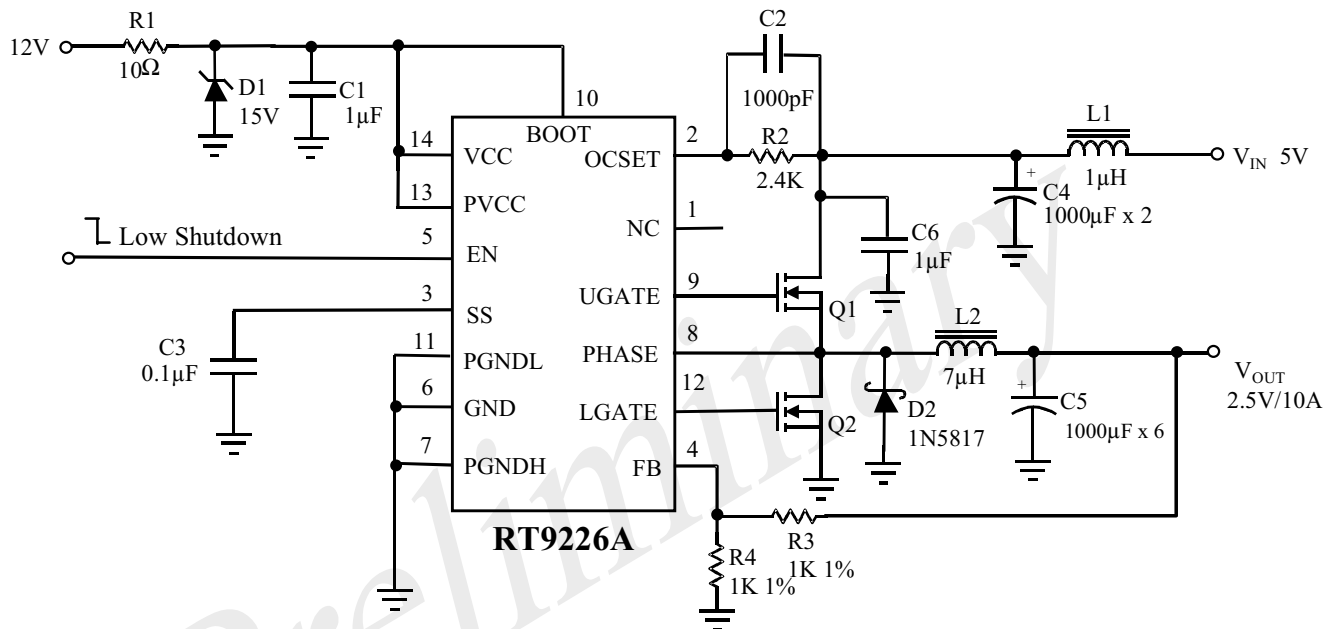 12V
R1
10Ω
D1
15V
C1
1µF
10
BOOT
14
VCC
13
PVCC
5
EN
Low Shutdown
3
SS
C3
0.1µF
11
PGNDL
6
GND
7
PGNDH
RT9226A
2
OCSET
1
NC
9
UGATE
8
PHASE
12
LGATE
4
FB
C2
1000pF
R2
2.4K
L1
1µH
VIN 5V
+
C4
1000µF x 2
C6
1µF
Q1
L2
7µH
Q2
D2
1N5817
+
C5
1000µF x 6
VOUT
2.5V/10A
R3
1K 1%
R4
1K 1%
Preliminary